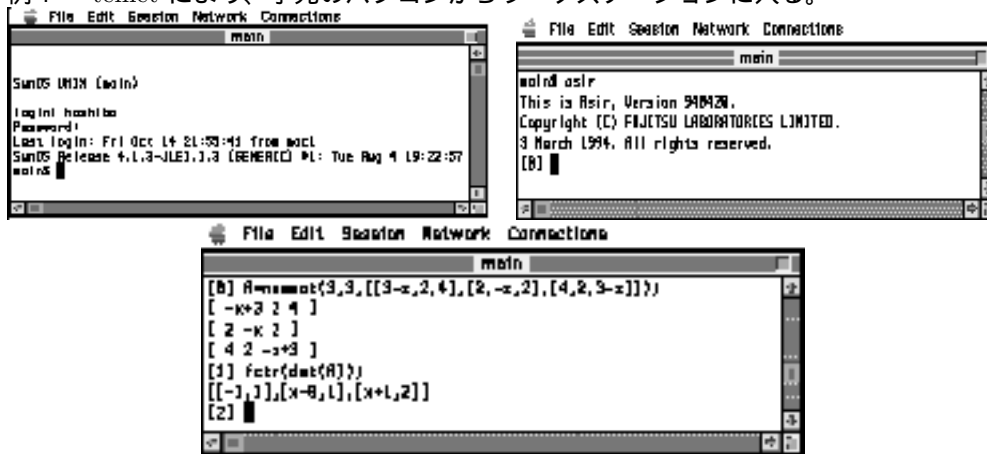 telnet により、手元のパソコンからワークステーションに入る。
File Edit Session Network Connections
main
SunOS UNIX (main)
login: hashiba
Password:
Last login: Fri Oct 14 21:53:41 from mac1
SunOS Release 4.1.3-JLE1.1.3 (GENERIC) #1: Tue Aug 4 19:22:57
main%
File Edit Session Network Connections
main
main% asir
This is Asir, Version 940420.
Copyright (C) FUJITSU LABORATORIES LIMITED.
3 March 1994. All rights reserved.
[0]
File Edit Session Network Connections
main
[0] A=newmat(3,3,[[3-x,2,4],[2,-x,2],[4,2,3-x]]);
[ -x+3 2 4 ]
[ 2 -x 2 ]
[ 4 2 -x+3 ]
[1] fctr(det(A));
[[-1,1],[x-8,1],[x+1,2]]
[2]